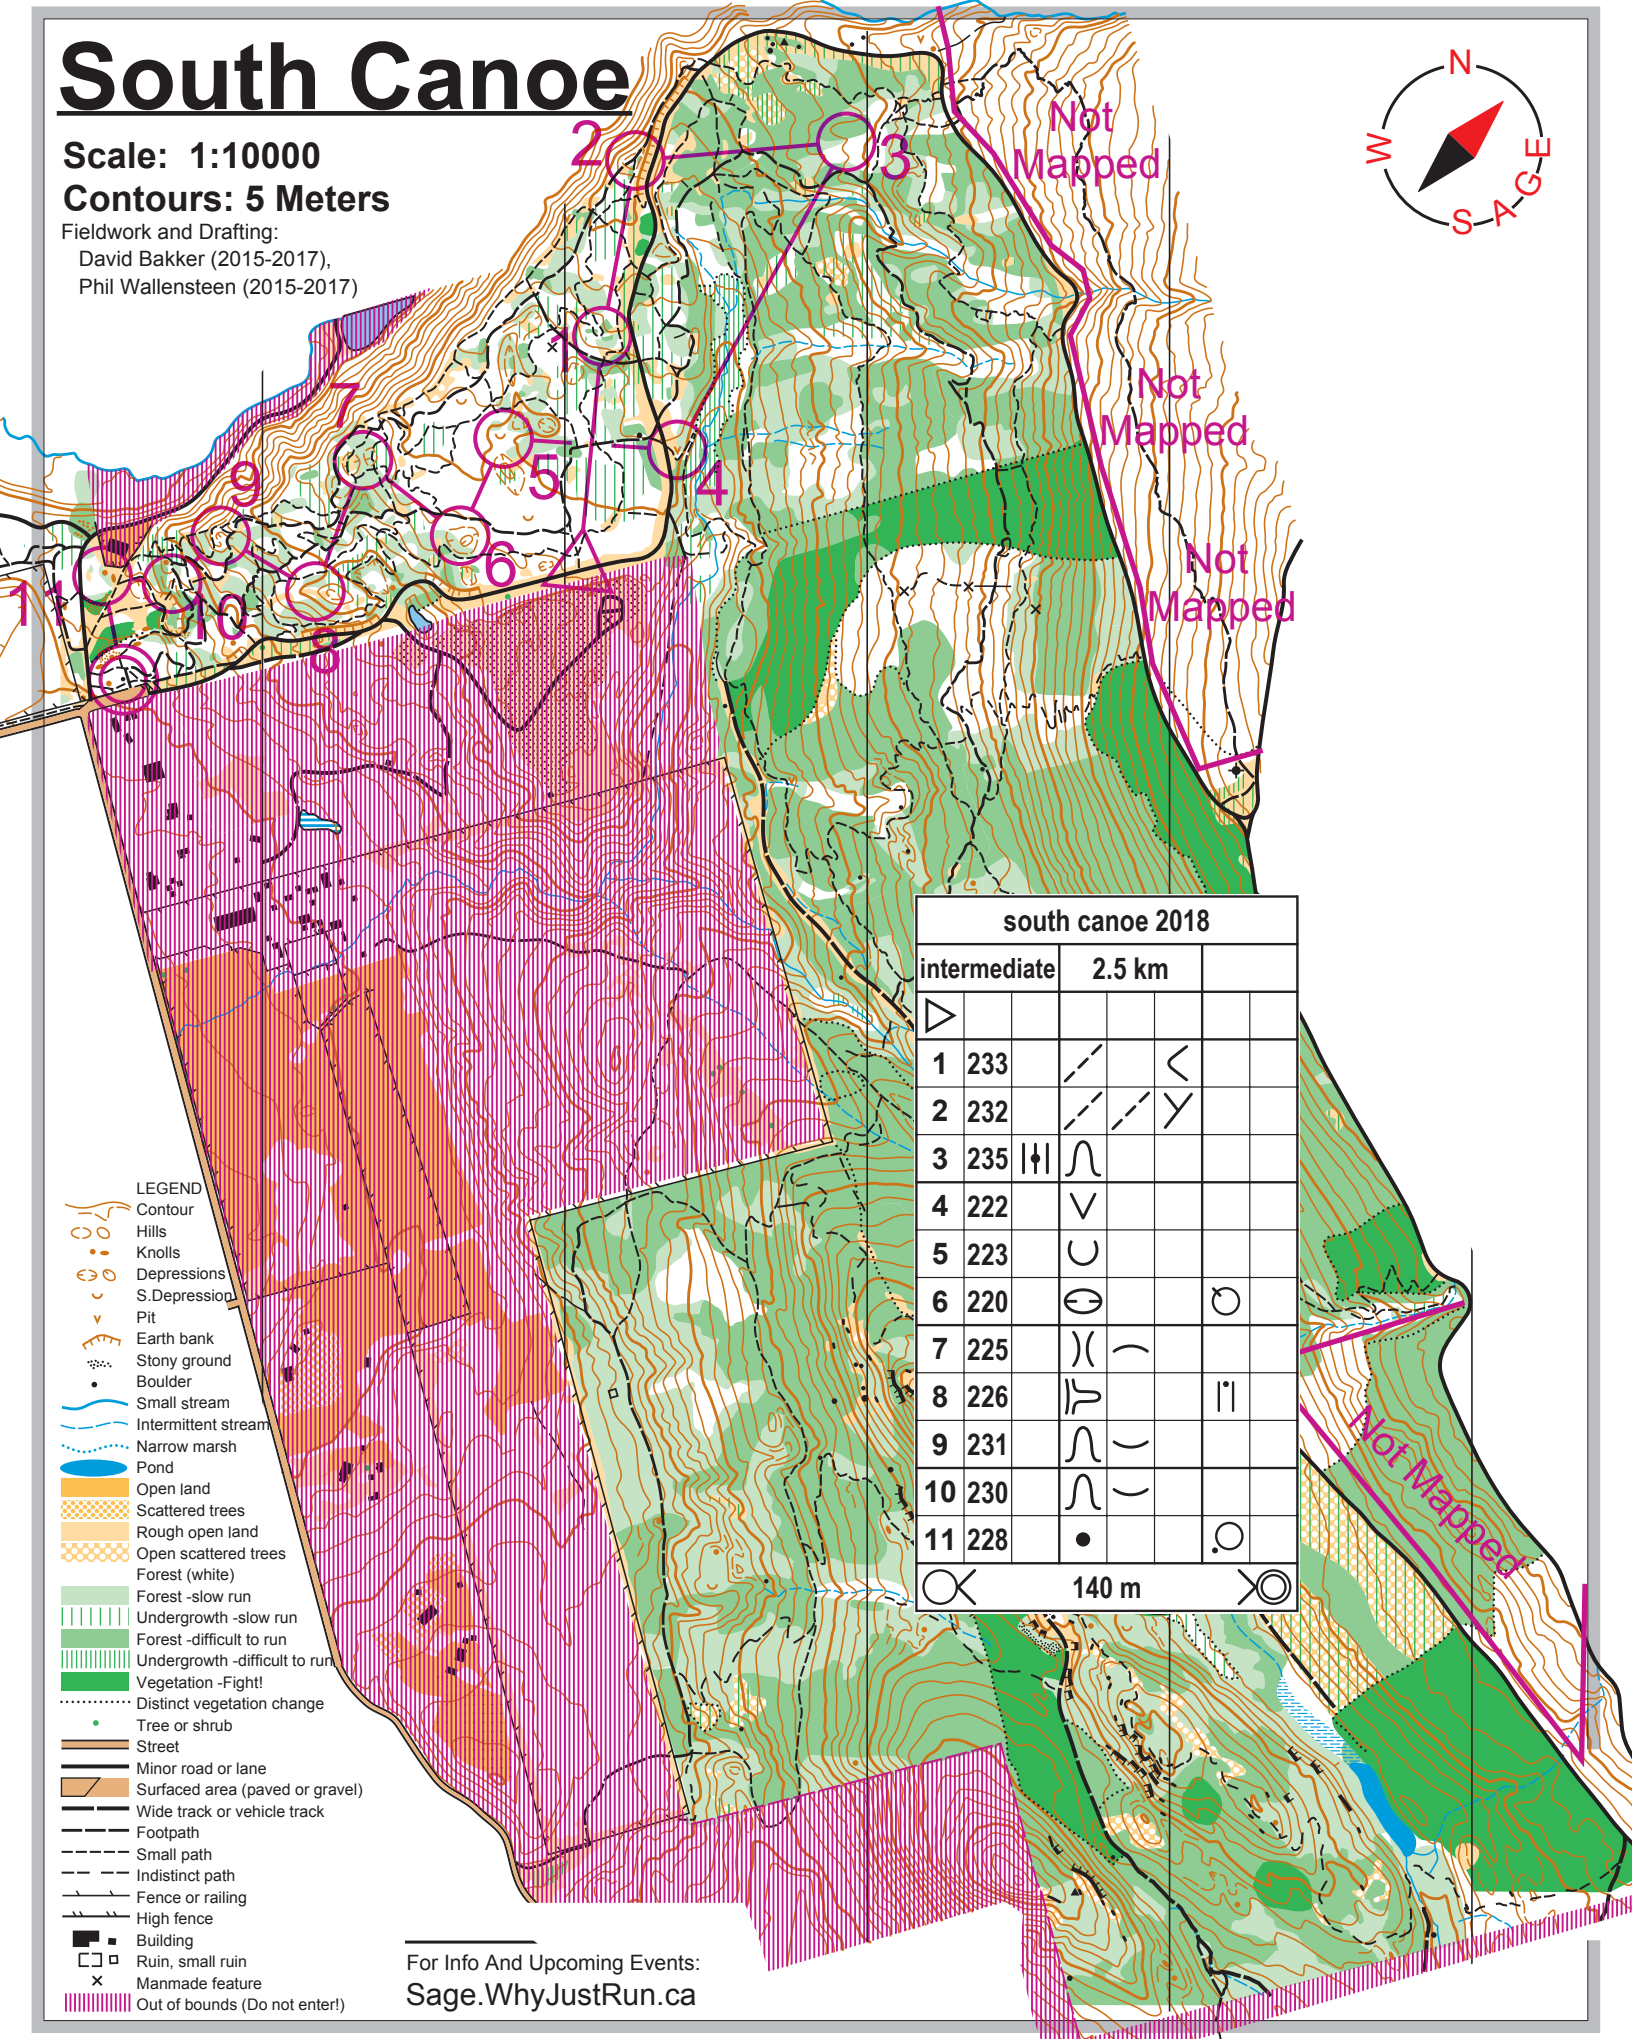 South Canoe
Scale: 1:10000
Contours: 5 Meters
Fieldwork and Drafting:
David Bakker (2015-2017),
Phil Wallensteen (2015-2017)
N
W
E
S
A
G
Not
Mapped
Not
Mapped
Not
Mapped
Not Mapped
1
2
3
4
5
6
7
8
9
10
11
south canoe 2018
intermediate 2.5 km
1 233
2 232
3 235
4 222
5 223
6 220
7 225
8 226
9 231
10 230
11 228
140 m
LEGEND
Contour
Hills
Knolls
Depressions
S.Depression
Pit
Earth bank
Stony ground
Boulder
Small stream
Intermittent stream
Narrow marsh
Pond
Open land
Scattered trees
Rough open land
Open scattered trees
Forest (white)
Forest -slow run
Undergrowth -slow run
Forest -difficult to run
Undergrowth -difficult to run
Vegetation -Fight!
Distinct vegetation change
Tree or shrub
Street
Minor road or lane
Surfaced area (paved or gravel)
Wide track or vehicle track
Footpath
Small path
Indistinct path
Fence or railing
High fence
Building
Ruin, small ruin
Manmade feature
Out of bounds (Do not enter!)
For Info And Upcoming Events:
Sage.WhyJustRun.ca